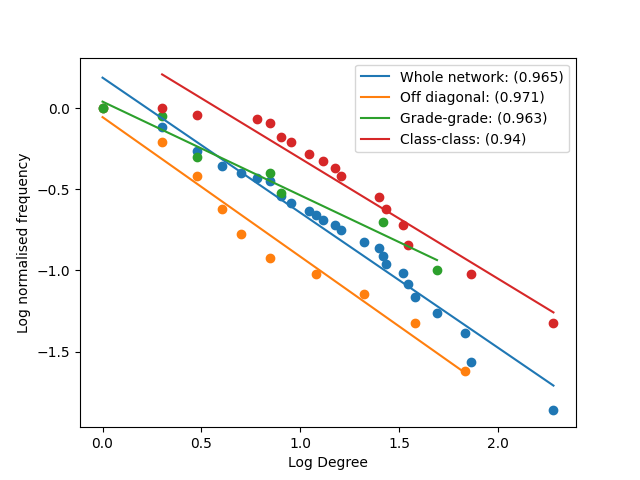 Whole network: (0.965)
Off diagonal: (0.971)
Grade-grade: (0.963)
Class-class: (0.94)
0.0
−0.5
−1.0
−1.5
Log normalised frequency
0.0 0.5 1.0 1.5 2.0
Log Degree